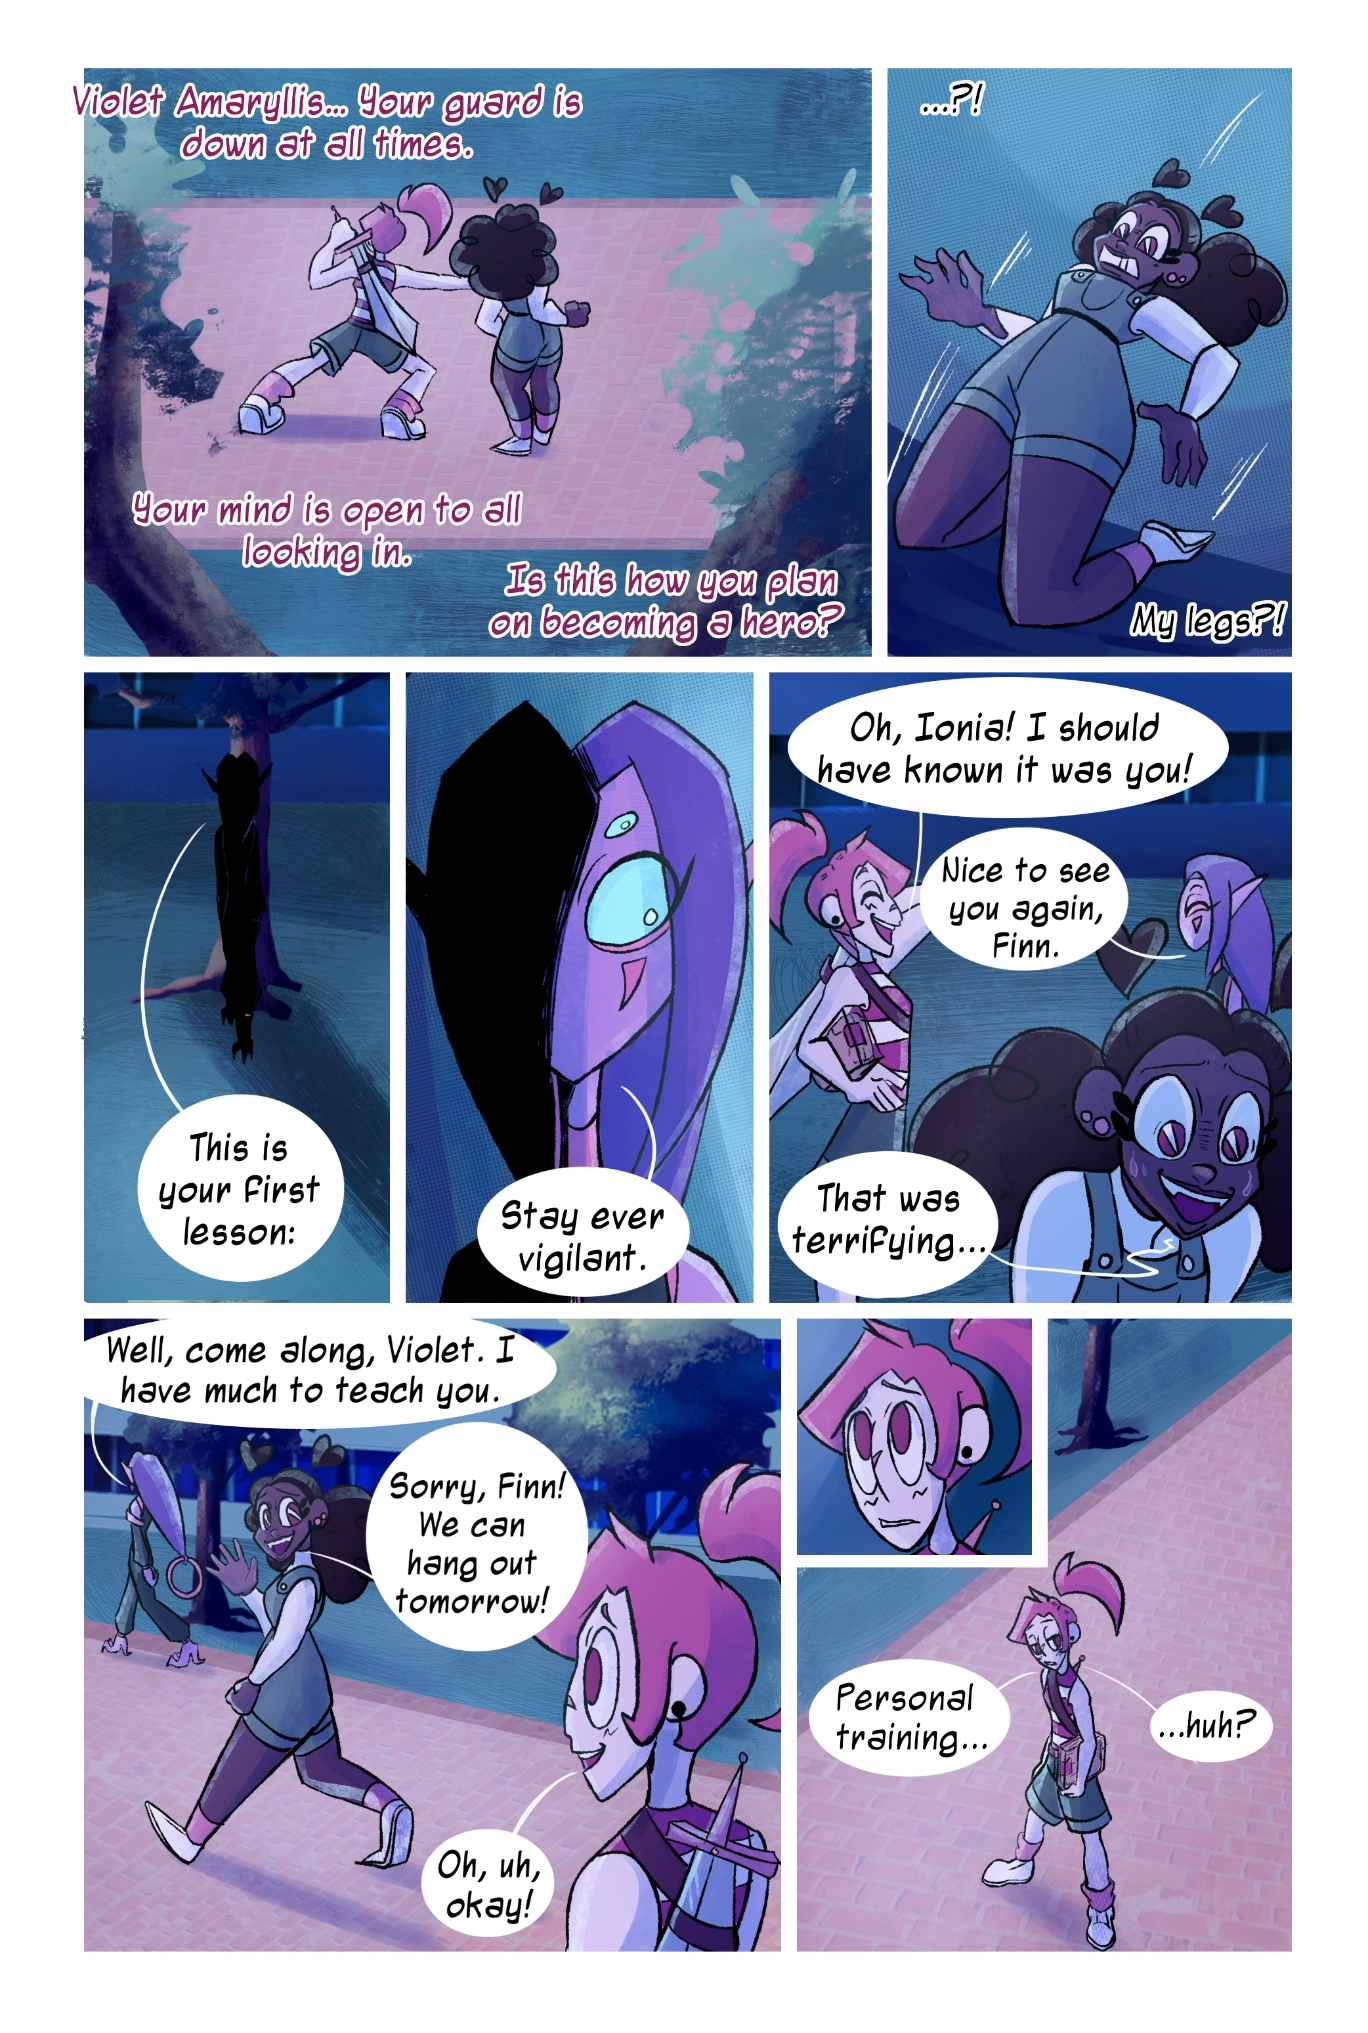 Violet Amaryllis... Your guard is
down at all times.
Your mind is open to all
looking in.
Is this how you plan
on becoming a hero?
...?!
My legs?!
This is
your first
lesson:
Stay ever
vigilant.
Oh, Ionia! I should
have known it was you!
Nice to see
you again,
Finn.
That was
terrifying...
Well, come along, Violet. I
have much to teach you.
Sorry, Finn!
We can
hang out
tomorrow!
Oh, uh,
okay!
Personal
training...
...huh?